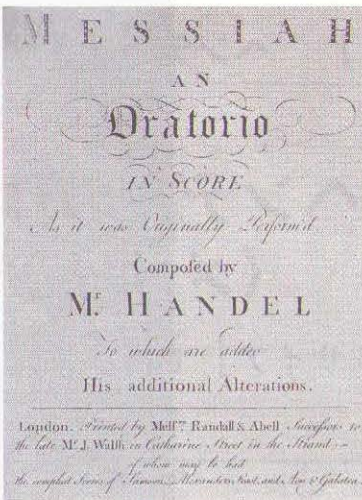 MESSIAH
AN
Oratorio
IN SCORE
As it was Originally Perform'd.
Compoſed by
Mr. HANDEL
To which are added
His additional Alterations.
London. Printed by Meſſrs. Randall & Abell Succeſsors to
the late Mr. J. Walſh in Catharine Street in the Strand.
of whom may be had
the compleat Scores of Samson, Alexanders Feast, and Acis & Galatea.